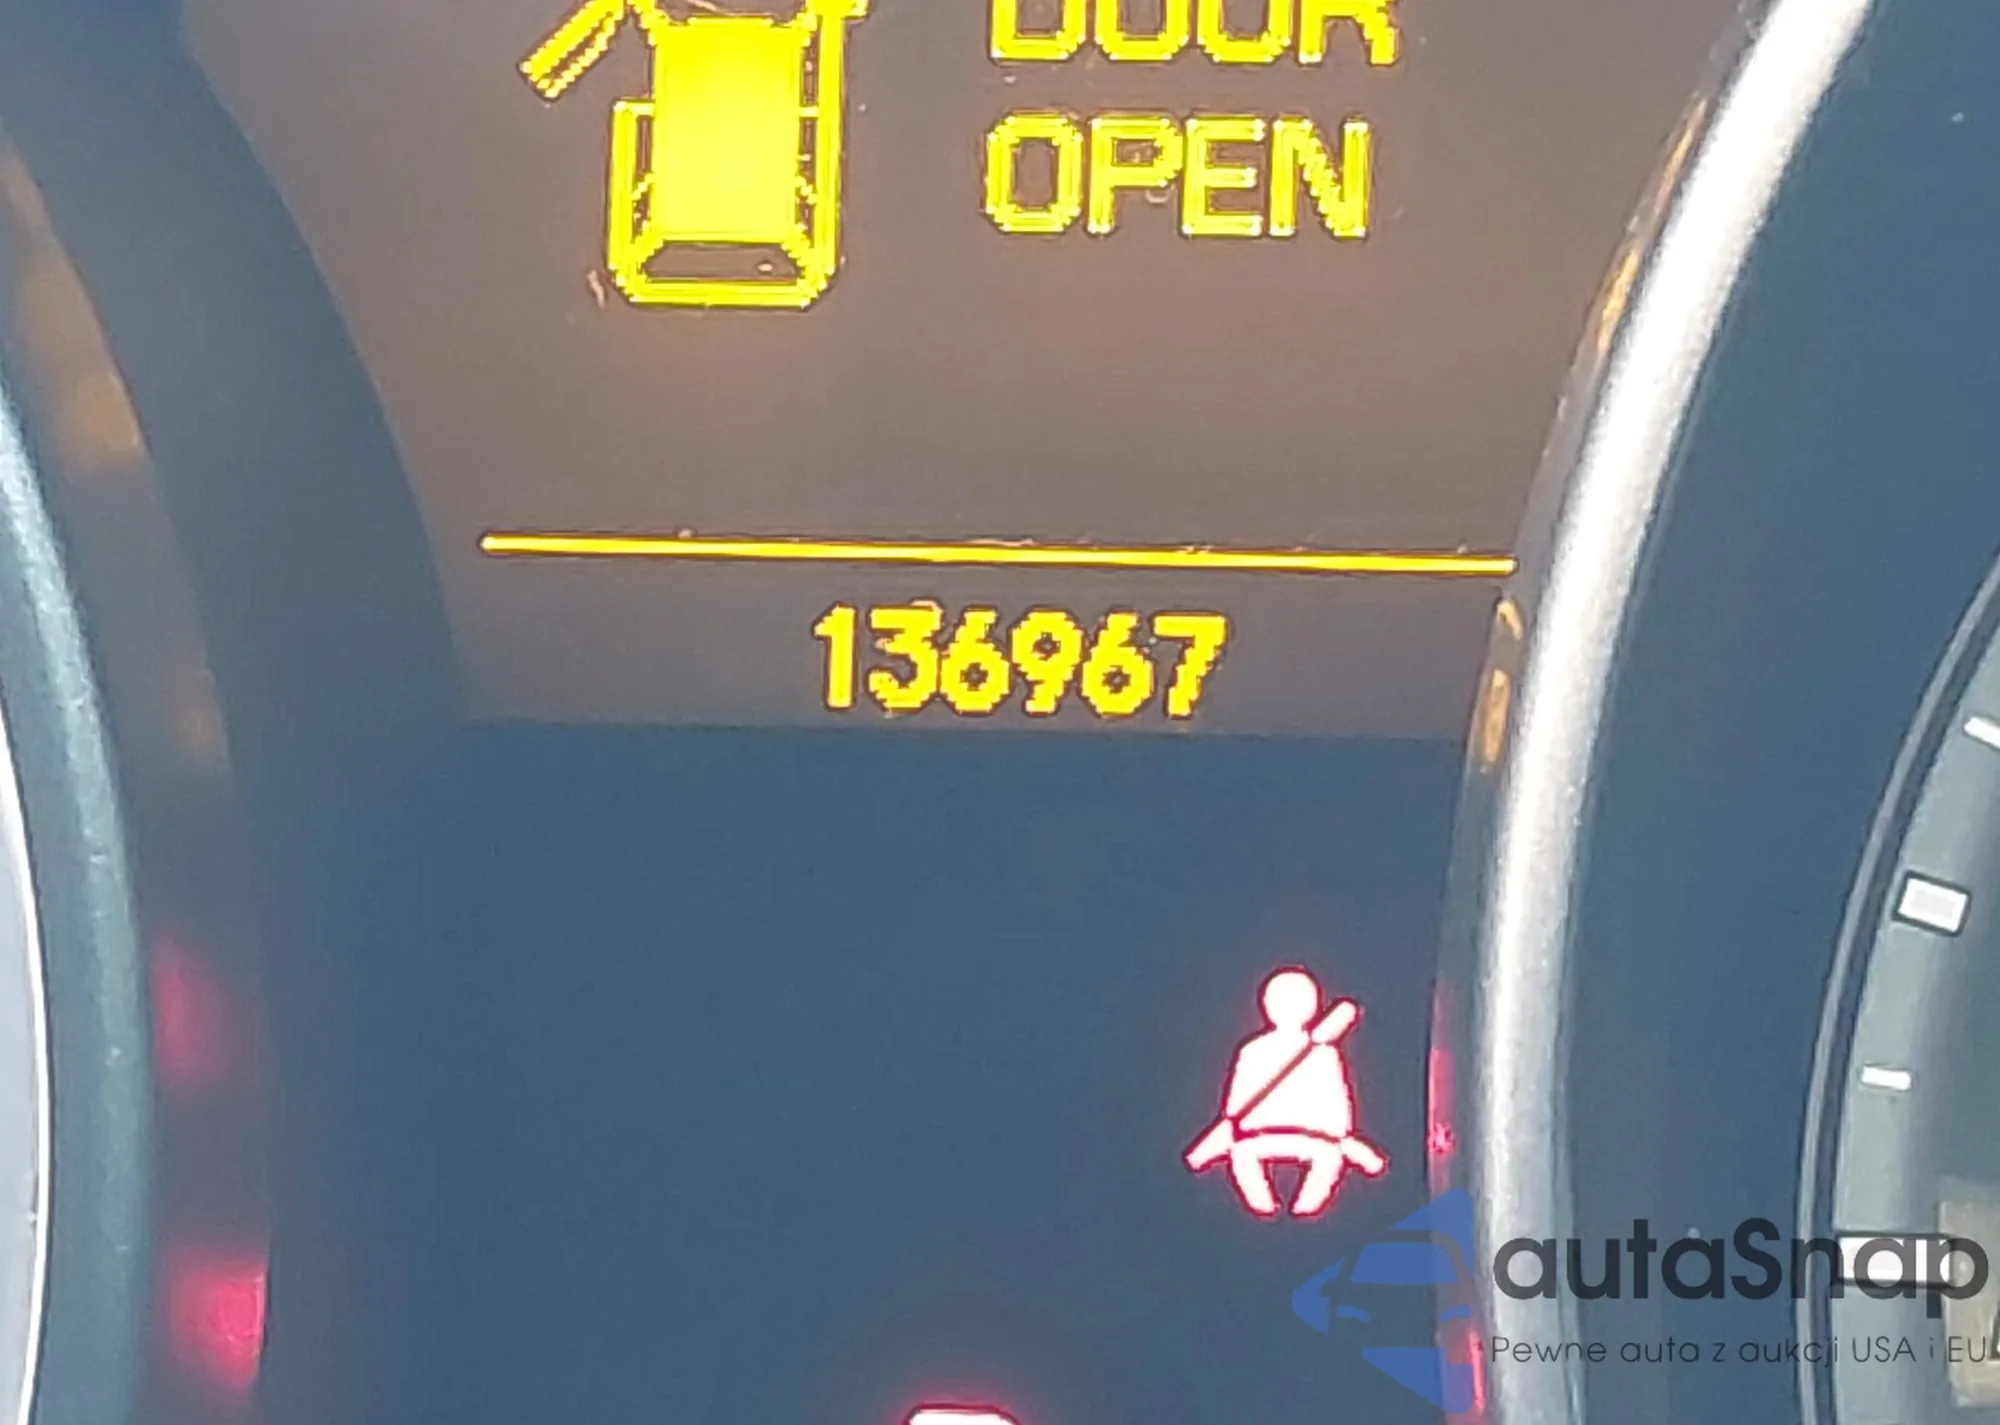 DOOR
OPEN
136967
autaSnap
Pewne auta z aukcji USA i EU